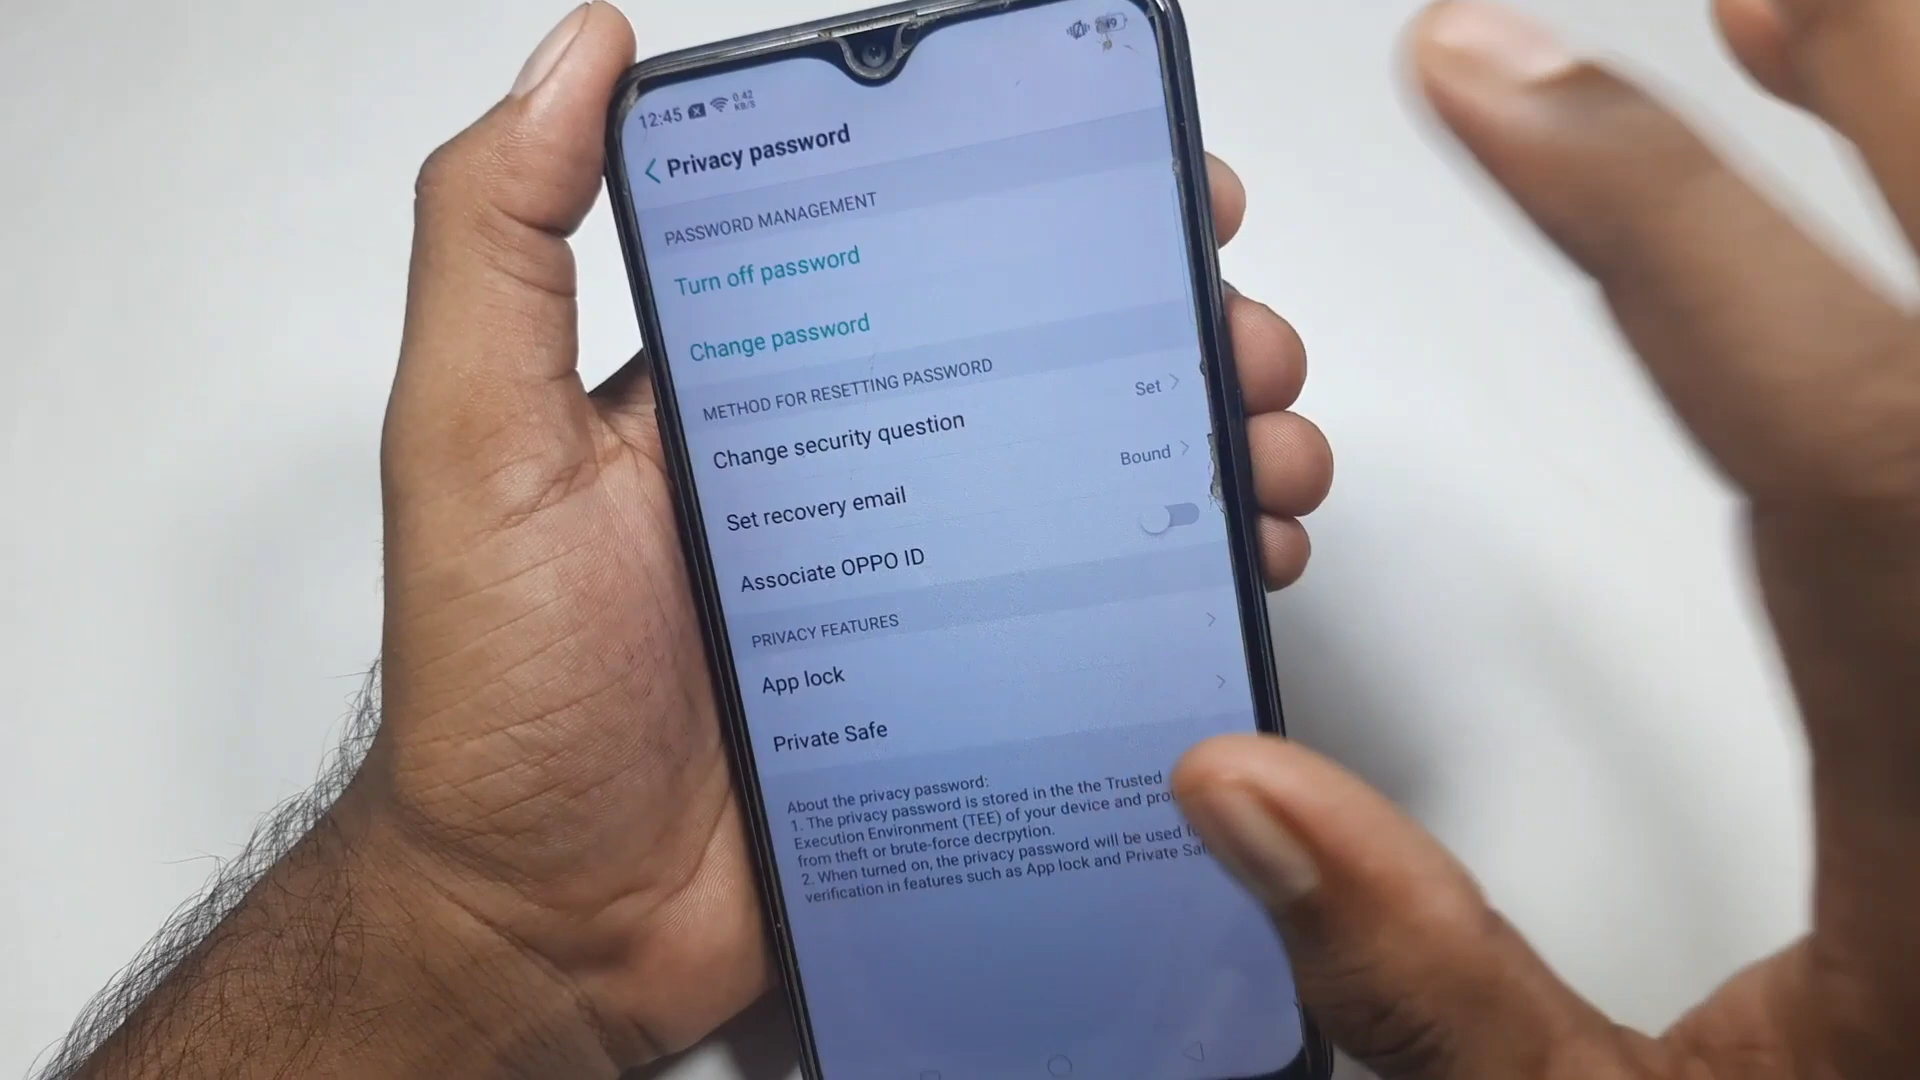 12:45 0.42 KB/S 49
Privacy password
PASSWORD MANAGEMENT
Turn off password
Change password
METHOD FOR RESETTING PASSWORD
Change security question Set
Set recovery email Bound
Associate OPPO ID
PRIVACY FEATURES
App lock
Private Safe
About the privacy password:
1. The privacy password is stored in the the Trusted
Execution Environment (TEE) of your device and
from theft or brute-force decrpytion.
2. When turned on, the privacy password will be used
verification in features such as App lock and Private